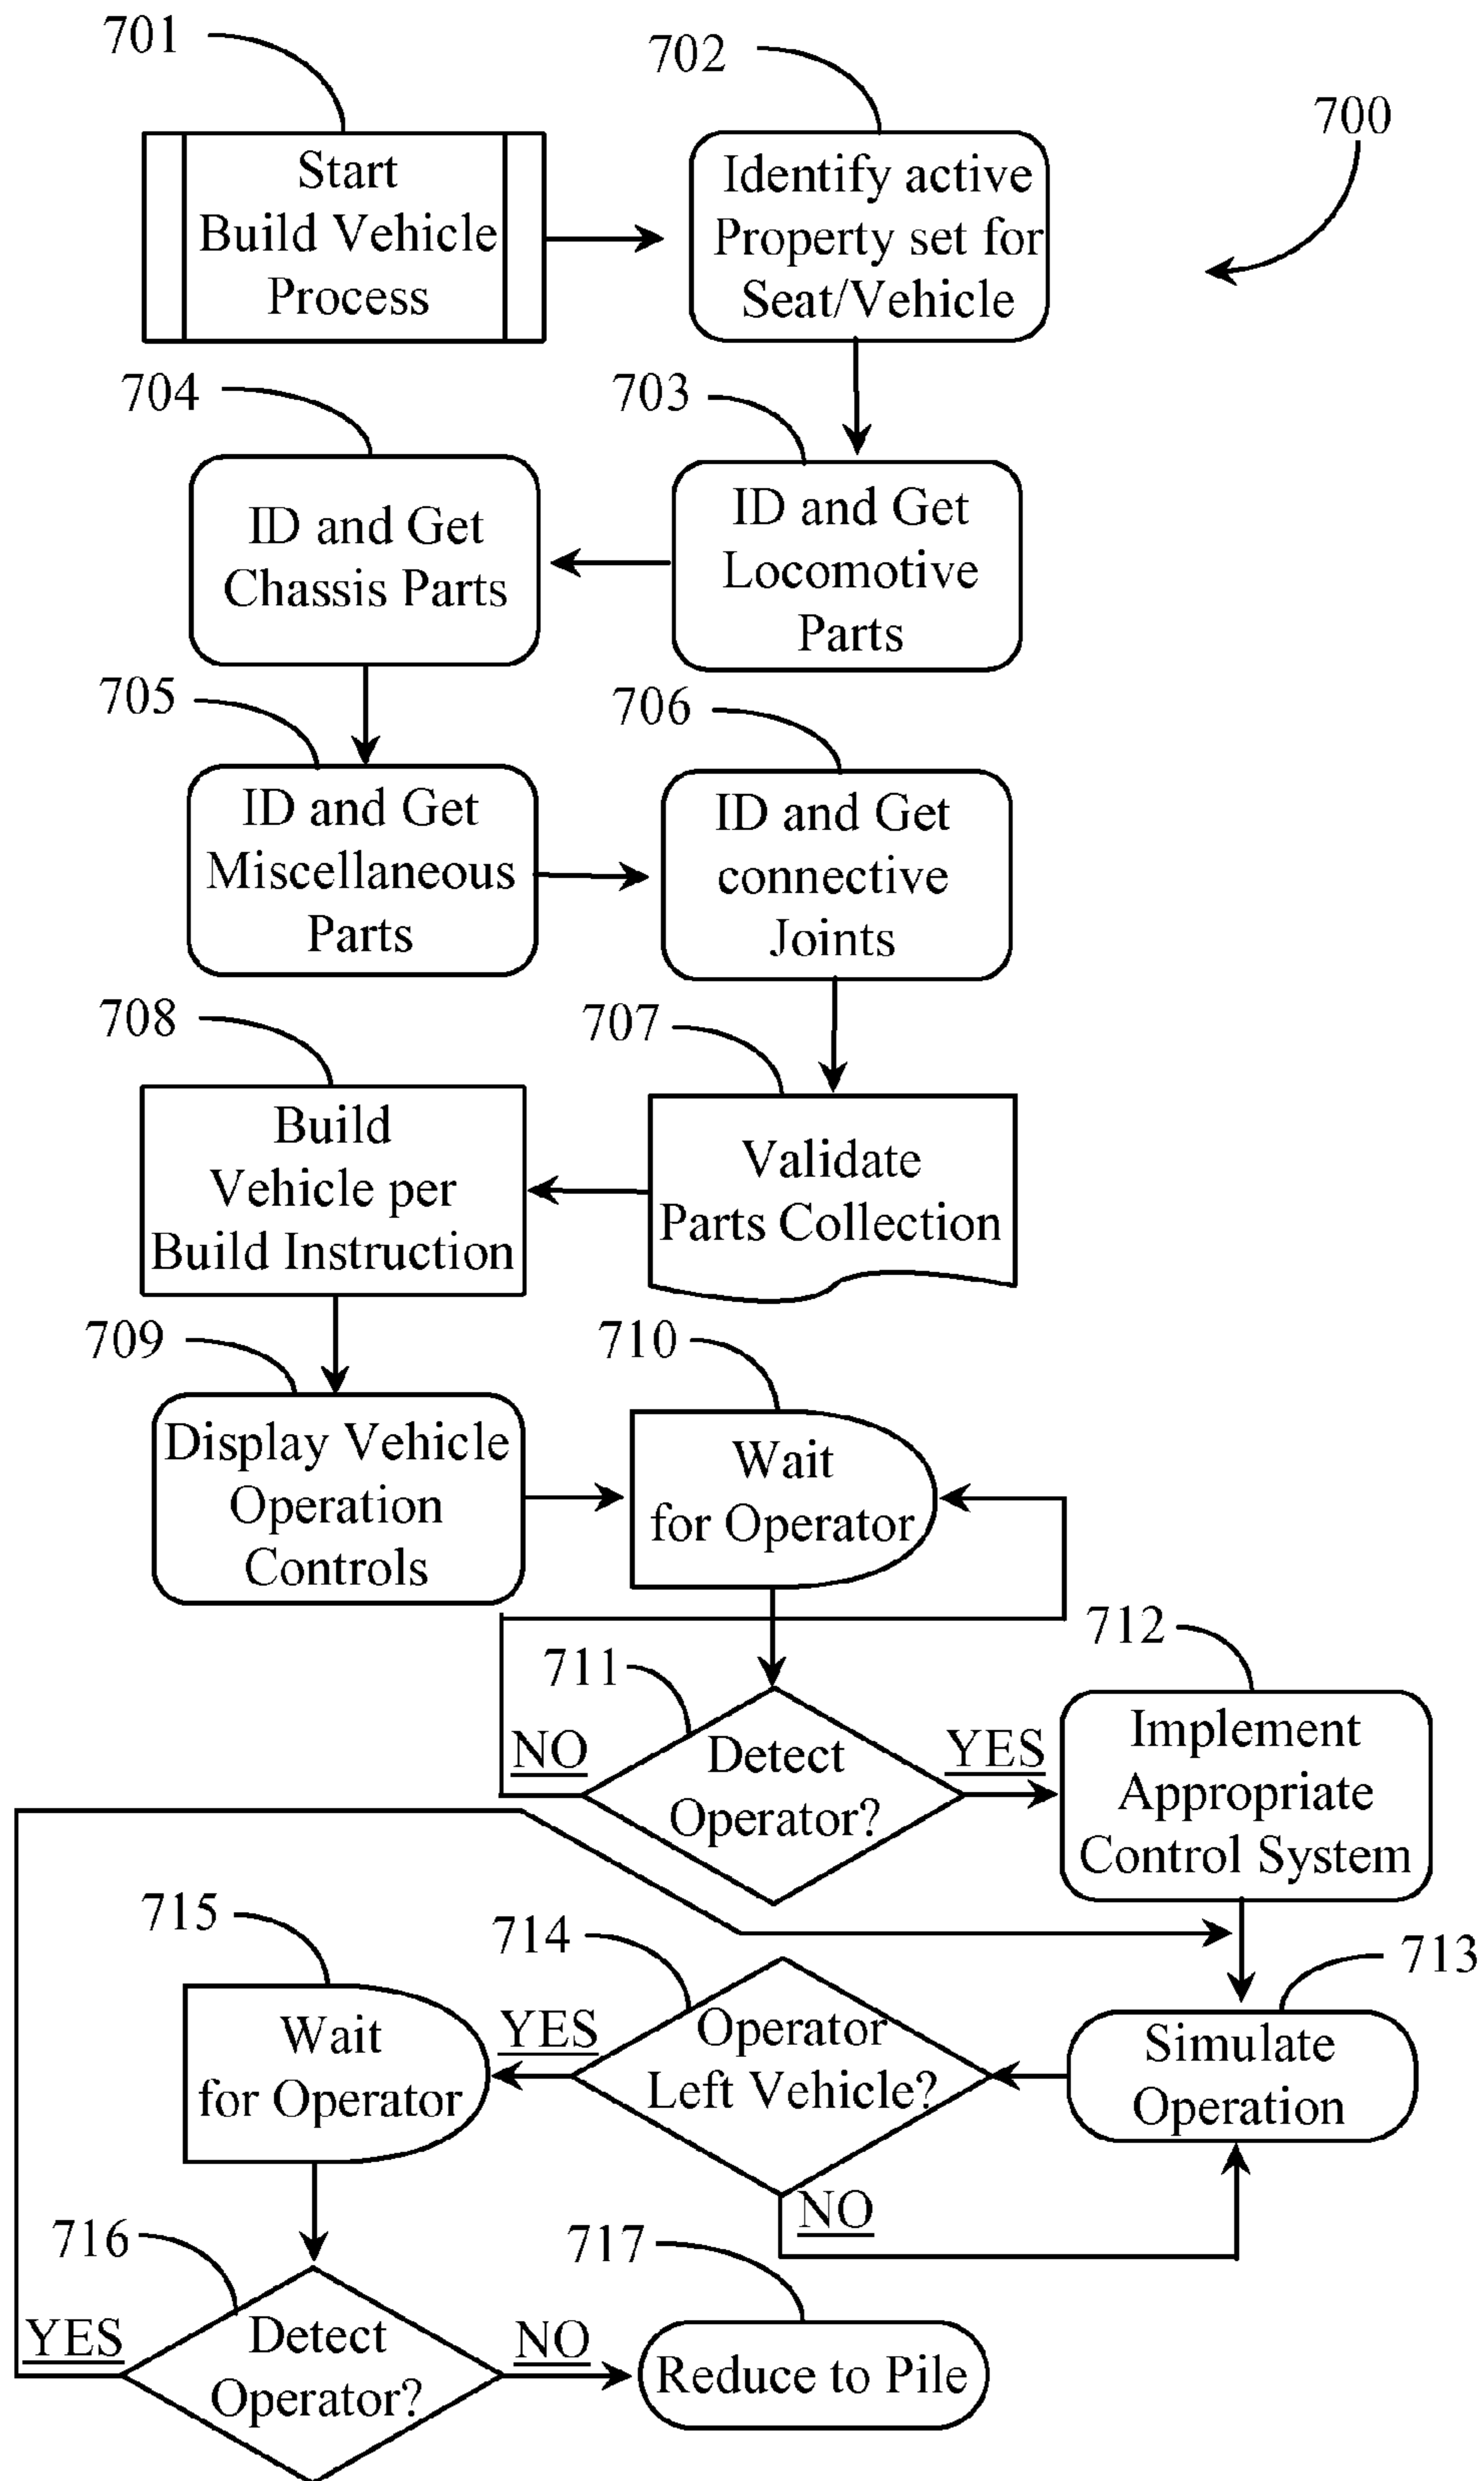 701
702
700
Start
Build Vehicle
Process
Identify active
Property set for
Seat/Vehicle
704
703
ID and Get
Chassis Parts
ID and Get
Locomotive
Parts
705
706
ID and Get
Miscellaneous
Parts
ID and Get
connective
Joints
708
707
Build
Vehicle per
Build Instruction
Validate
Parts Collection
709
710
Display Vehicle
Operation
Controls
Wait
for Operator
711
712
NO
Detect
Operator?
YES
Implement
Appropriate
Control System
715
714
713
Wait
for Operator
YES
Operator
Left Vehicle?
Simulate
Operation
NO
716
717
YES
Detect
Operator?
NO
Reduce to Pile